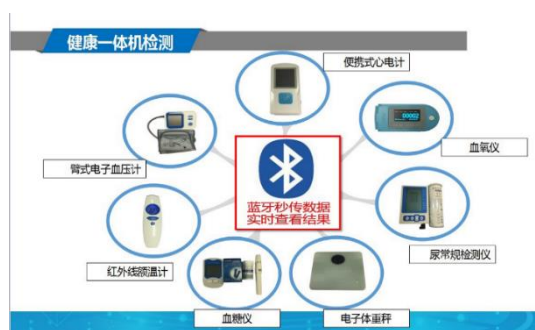 健康一体机检测
便携式心电计
血氧仪
臂式电子血压计
蓝牙秒传数据
实时查看结果
尿常规检测仪
红外线额温计
血糖仪
电子体重秤